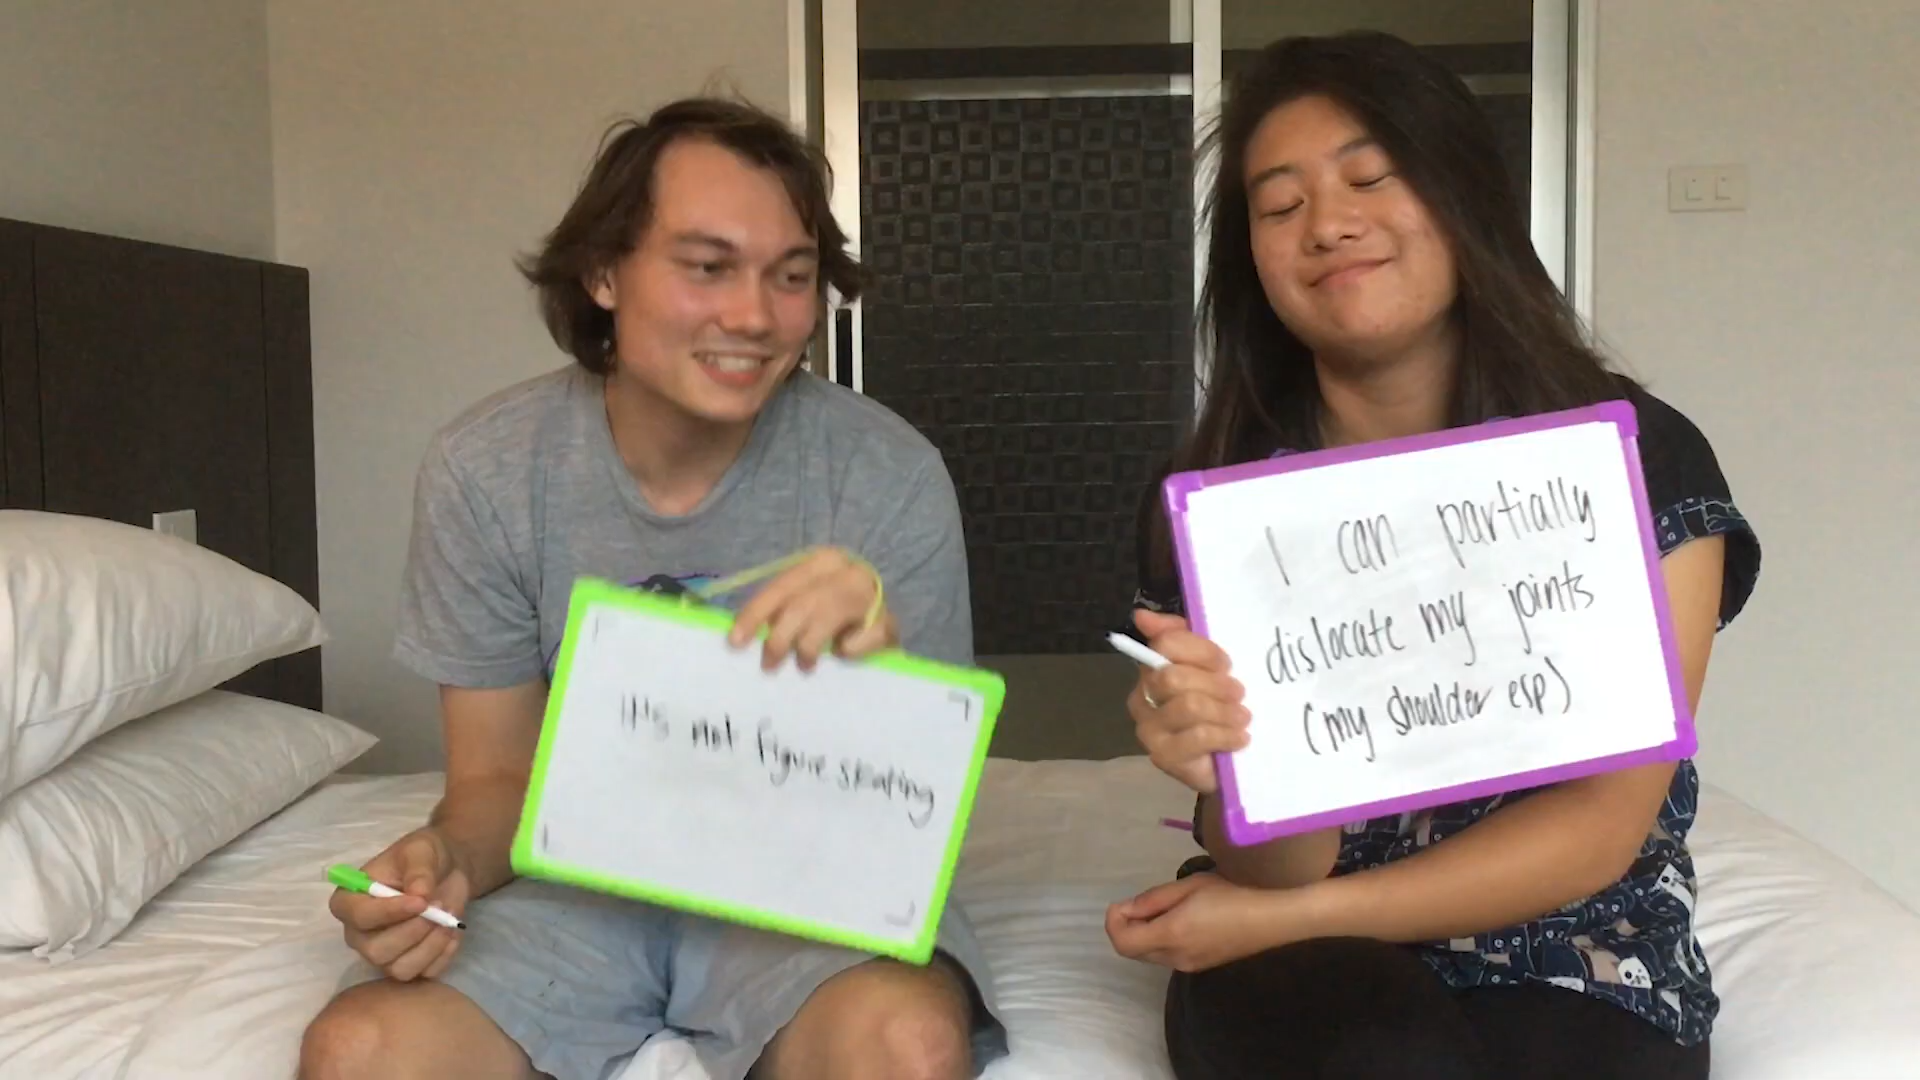 It's not figure skating
I can partially
dislocate my joints
(my shoulder esp)